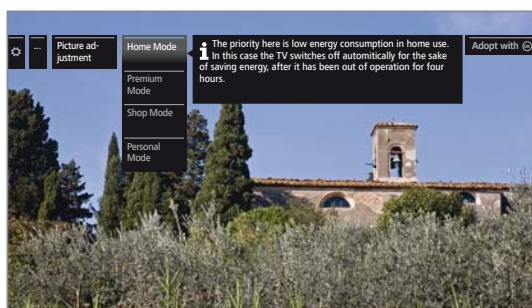 ...
Picture ad-
justment
Home Mode
Premium
Mode
Shop Mode
Personal
Mode
i The priority here is low energy consumption in home use.
In this case the TV switches off automitically for the sake
of saving energy, after it has been out of operation for four
hours.
Adopt with OK